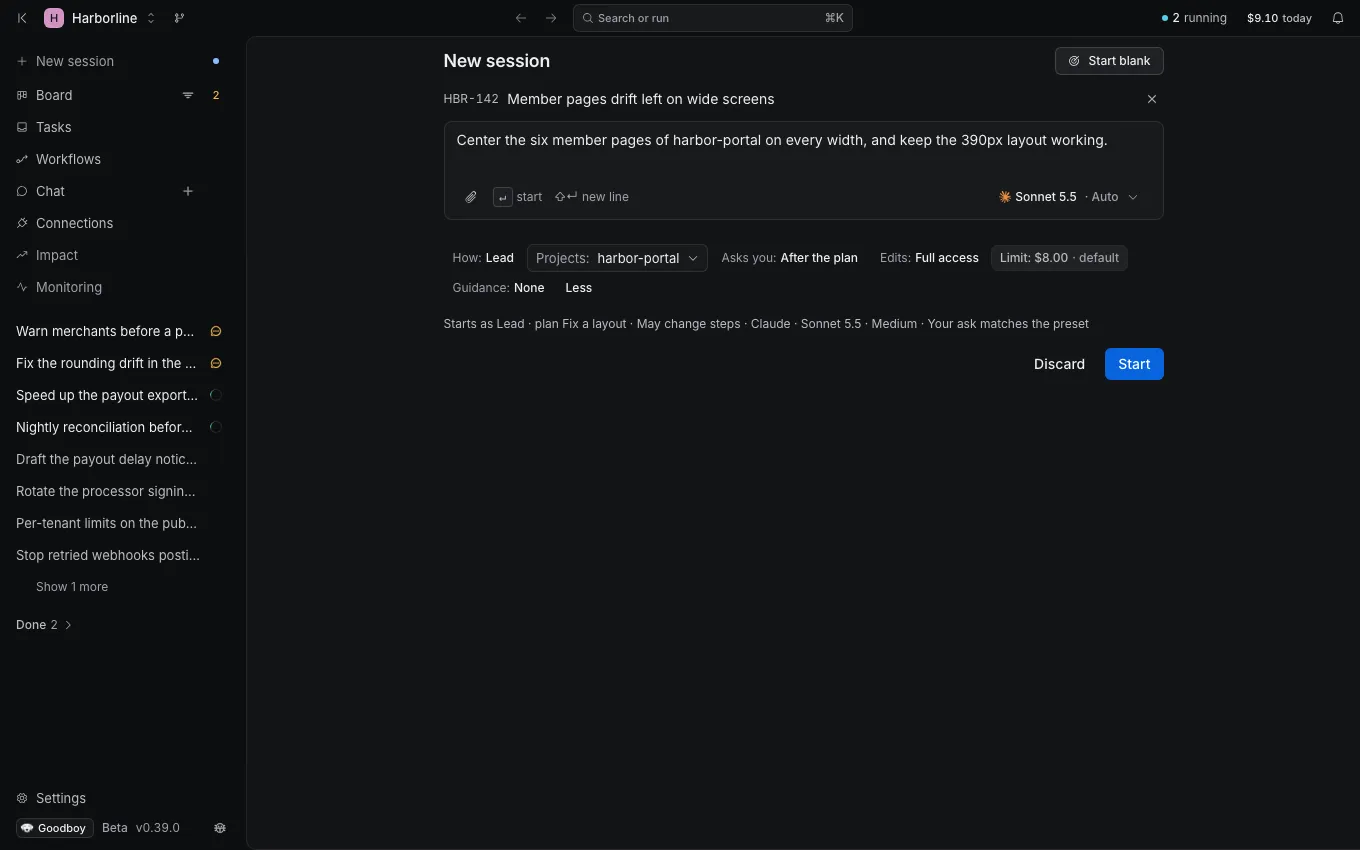 H Harborline
Search or run ⌘K
2 running $9.10 today
New session
Board 2
Tasks
Workflows
Chat
Connections
Impact
Monitoring
Warn merchants before a p...
Fix the rounding drift in the ...
Speed up the payout export...
Nightly reconciliation befor...
Draft the payout delay notic...
Rotate the processor signin...
Per-tenant limits on the pub...
Stop retried webhooks posti...
Show 1 more
Done 2
Settings
Goodboy Beta v0.39.0
New session
Start blank
HBR-142 Member pages drift left on wide screens
Center the six member pages of harbor-portal on every width, and keep the 390px layout working.
↵ start ⇧↵ new line Sonnet 5.5 · Auto
How: Lead Projects: harbor-portal Asks you: After the plan Edits: Full access Limit: $8.00 · default
Guidance: None Less
Starts as Lead · plan Fix a layout · May change steps · Claude · Sonnet 5.5 · Medium · Your ask matches the preset
Discard Start